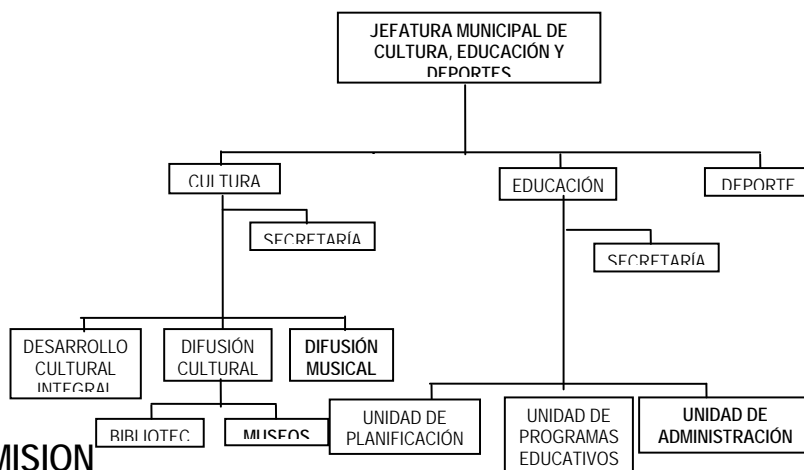 JEFATURA MUNICIPAL DE
CULTURA, EDUCACIÓN Y
DEPORTES
CULTURA
EDUCACIÓN
DEPORTE
SECRETARÍA
SECRETARÍA
DESARROLLO
CULTURAL
INTEGRAL
DIFUSIÓN
CULTURAL
DIFUSIÓN
MUSICAL
BIBLIOTEC
MUSEOS
UNIDAD DE
PLANIFICACIÓN
UNIDAD DE
PROGRAMAS
EDUCATIVOS
UNIDAD DE
ADMINISTRACIÓN
MISION